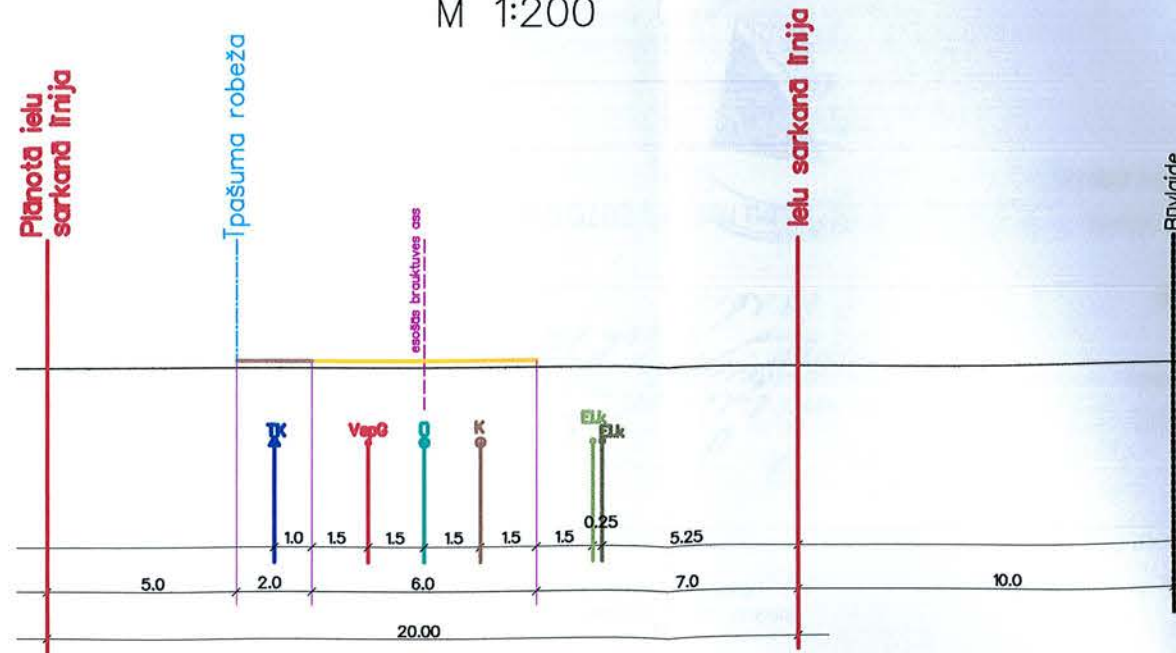 M 1:200
Plānotā ielu
sarkanā līnija
Īpašuma robeža
esošās brauktuves ass
Ielu sarkanā līnija
Būvlaide
TK
VspG
Ū
K
El.k
El.k
1.0
1.5
1.5
1.5
1.5
1.5
0.25
5.25
5.0
2.0
6.0
7.0
10.0
20.00